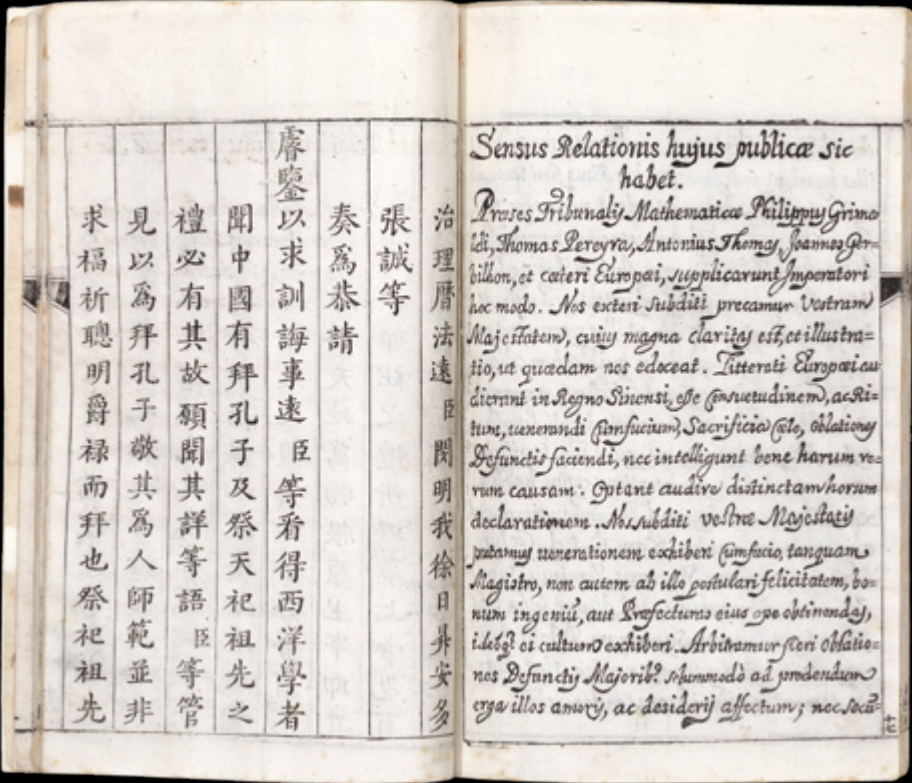 治理曆法遠臣閔明我徐日昇安多
張誠等
奏爲恭請
睿鑒以求訓誨事遠臣等看得西洋學者
聞中國有拜孔子及祭天祀祖先之
禮必有其故願聞其詳等語臣等管
見以爲拜孔子敬其爲人師範並非
求福祈聰明爵祿而拜也祭祀祖先
Sensus Relationis hujus publicæ sic
habet.
Præses Tribunalis Mathematicæ Philippus Grima-
ldi, Thomas Pereyra, Antonius Thomas, Joannes Ger-
billon, et cæteri Europæi, supplicarunt Imperatori
hoc modo. Nos exteri subditi precamur Vestram
Majestatem, cuius magna claritas est, et illustra-
tio, ut quædam nos edoceat. Litterati Europæi au-
dierunt in Regno Sinensi, esse consuetudinem, ac Ri-
tum, venerandi Cumfucium, Sacrificia cælo, oblationes
Defunctis faciendi, nec intelligunt bene harum re-
rum causam. Optant audire distinctam horum
declarationem. Nos subditi vestræ Majestatis
putamus venerationem exhiberi Cumfucio, tanquam
Magistro, non autem ab illo postulari felicitatem, bo-
num ingeniū, aut Præfecturas eius ope obtinendas,
ideoq; ei cultum exhiberi. Arbitramur fieri oblatio-
nes Defunctis Majorib9 solummodò ad prodendum
erga illos amoris, ac desiderij affectum; nec secū-